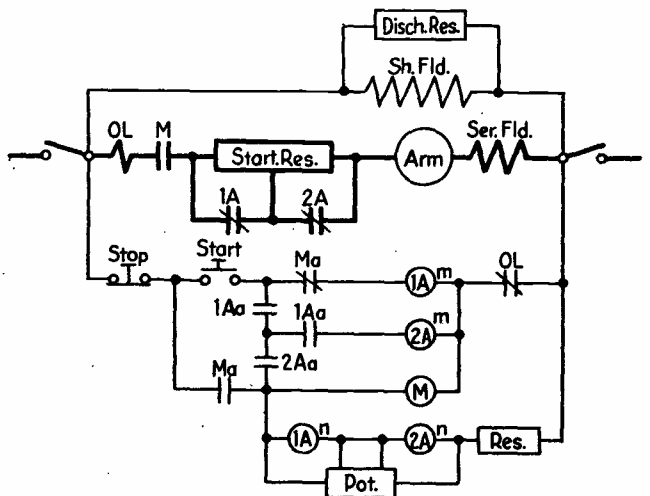 Disch. Res.
Sh. Fld.
OL M Ser. Fld.
Start. Res. Arm
1A 2A
Stop Start Ma OL
1A m
1Aa 1Aa
2A m
2Aa
Ma M
1A n 2A n Res.
Pot.